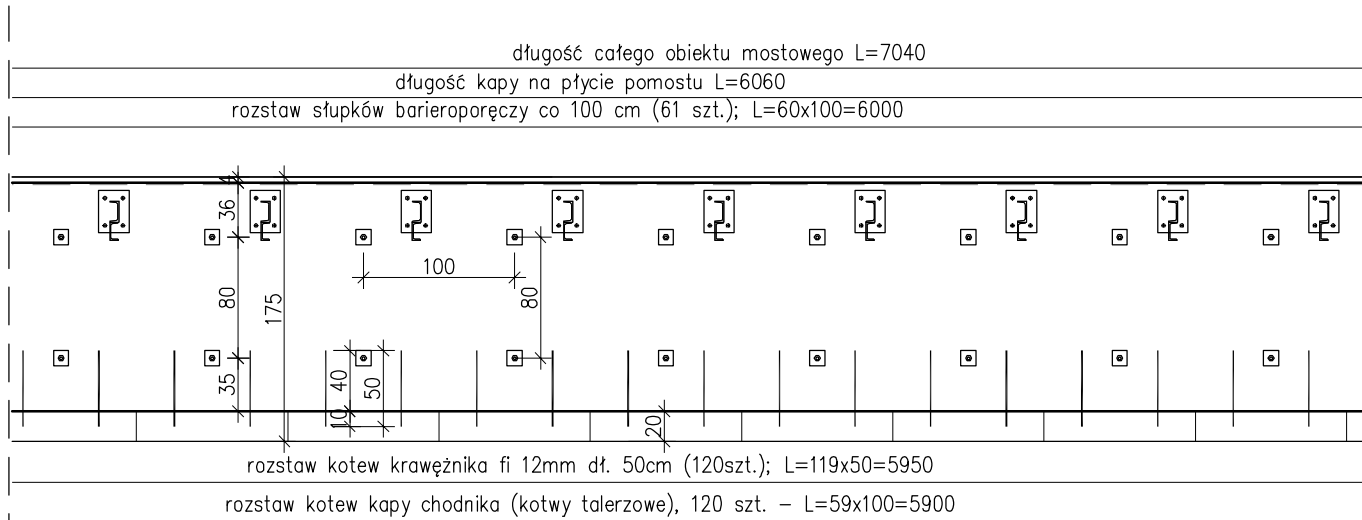 długość całego obiektu mostowego L=7040
długość kapy na płycie pomostu L=6060
rozstaw słupków barieroporęczy co 100 cm (61 szt.); L=60x100=6000
4
36
100
80
80
175
35
40
50
10
20
rozstaw kotew krawężnika fi 12mm dł. 50cm (120szt.); L=119x50=5950
rozstaw kotew kapy chodnika (kotwy talerzowe), 120 szt. – L=59x100=5900